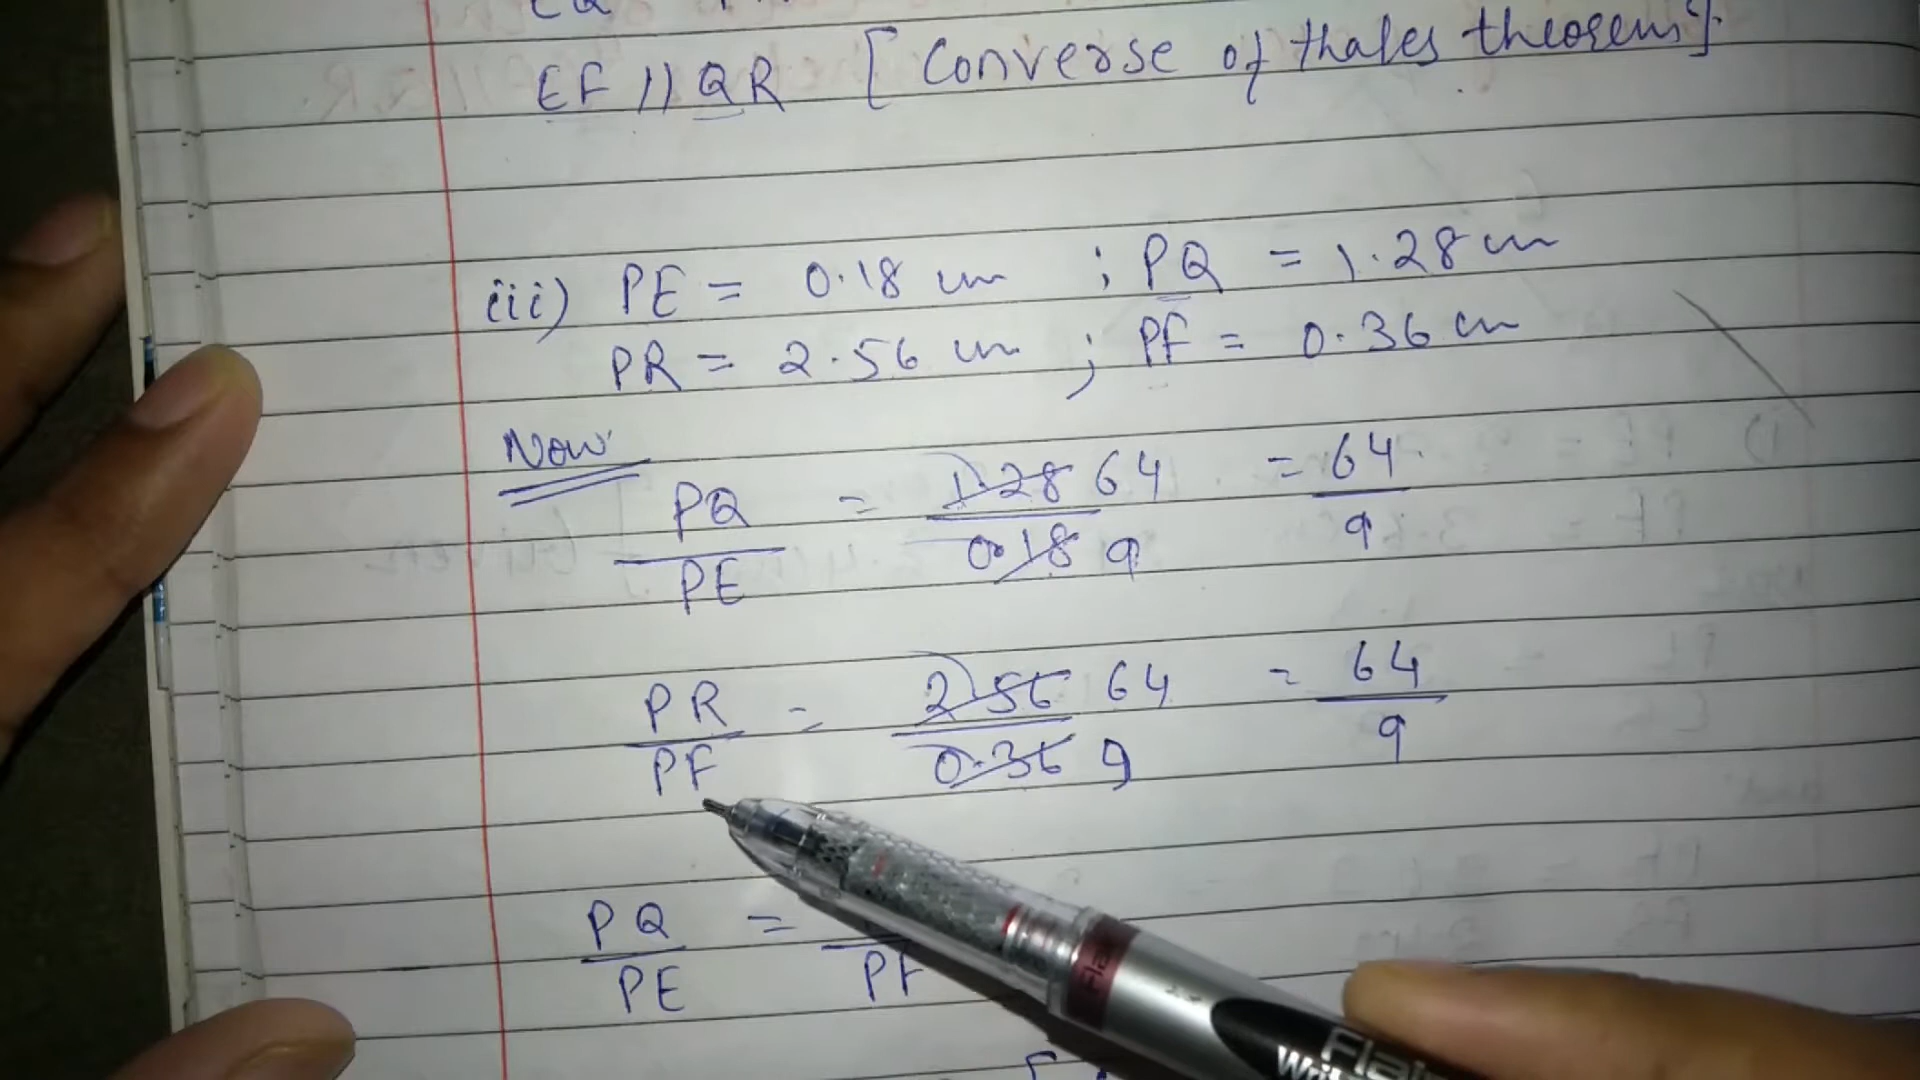 EF // QR [Converse of thales theorem].
iii) PE = 0.18 cm ; PQ = 1.28 cm
PR = 2.56 cm ; PF = 0.36 cm
Now
PQ/PE = 1.28 64/0.18 9 = 64/9
PR/PF = 2.56 64/0.36 9 = 64/9
PQ/PE = /PF
Flair